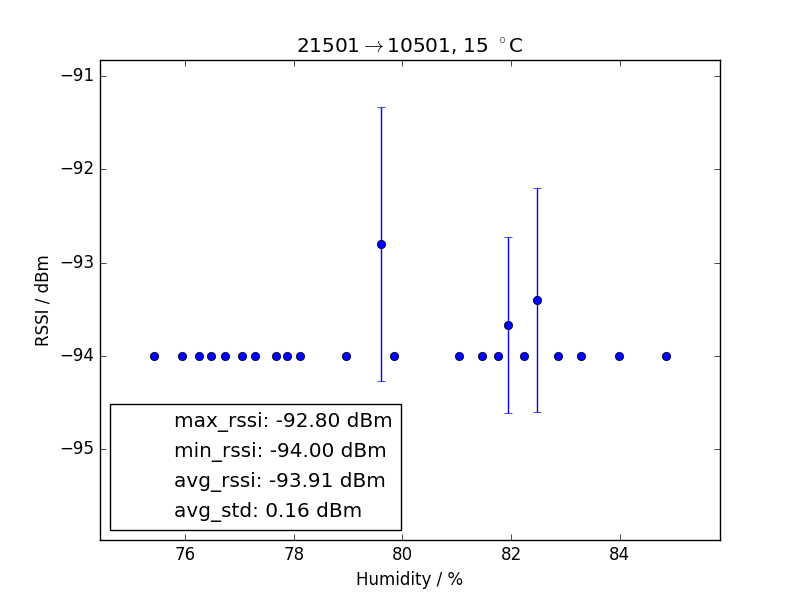 21501→10501, 15 °C
−91
−92
−93
−94
−95
RSSI / dBm
max_rssi: -92.80 dBm
min_rssi: -94.00 dBm
avg_rssi: -93.91 dBm
avg_std: 0.16 dBm
76 78 80 82 84
Humidity / %